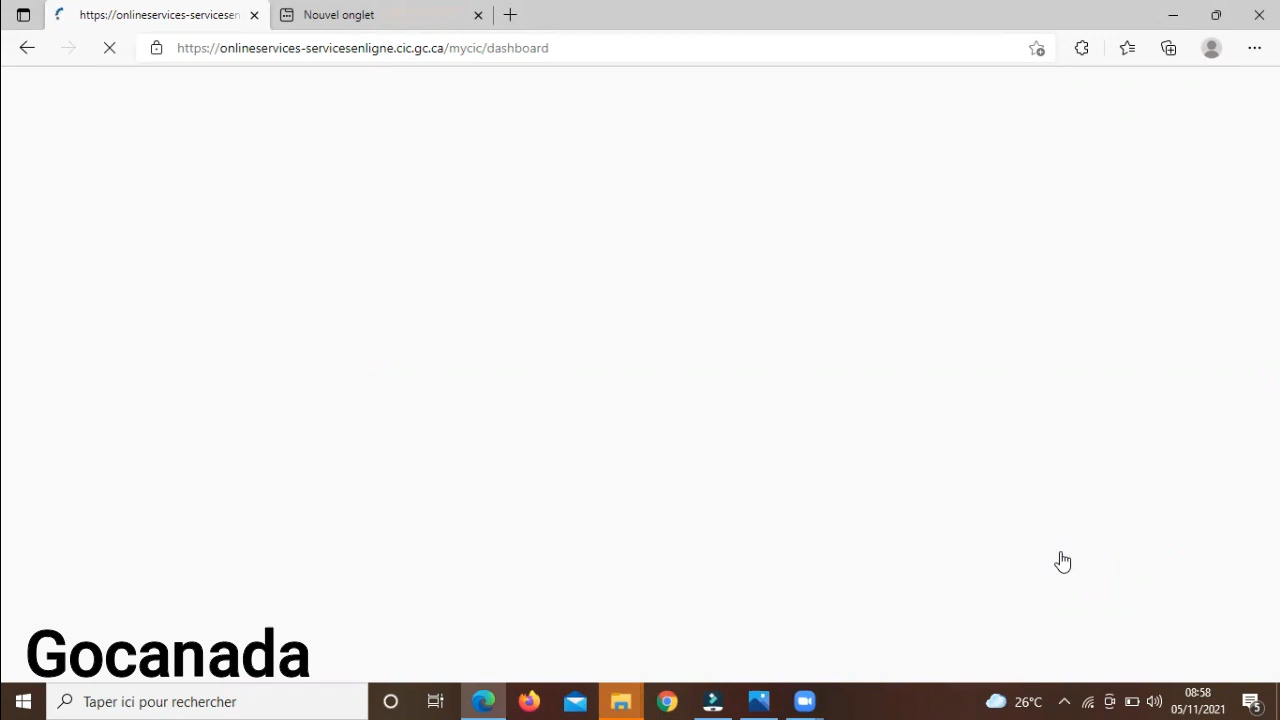 https://onlineservices-servicesen
Nouvel onglet
https://onlineservices-servicesenligne.cic.gc.ca/mycic/dashboard
Gocanada
Taper ici pour rechercher
26°C
08:58
05/11/2021
5